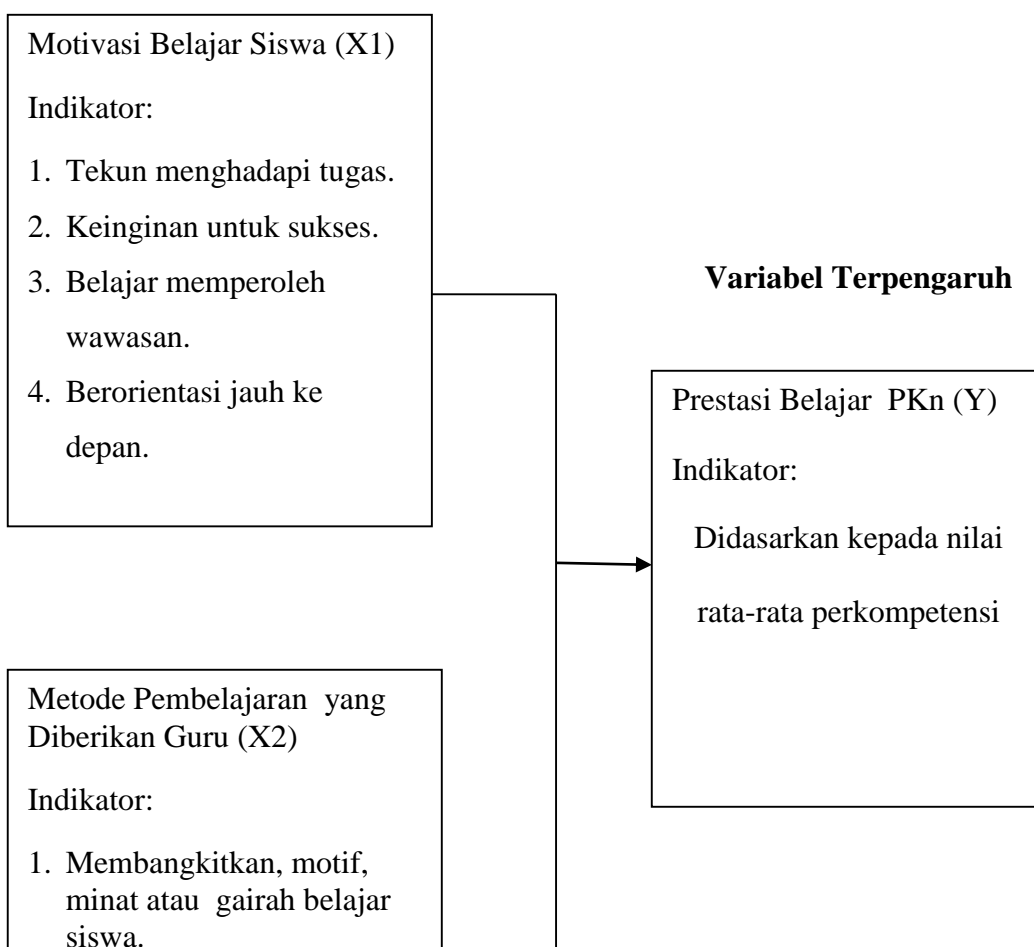 Motivasi Belajar Siswa (X1)
Indikator:
1. Tekun menghadapi tugas.
2. Keinginan untuk sukses.
3. Belajar memperoleh
wawasan.
4. Berorientasi jauh ke
depan.
Variabel Terpengaruh
Prestasi Belajar PKn (Y)
Indikator:
Didasarkan kepada nilai
rata-rata perkompetensi
Metode Pembelajaran yang
Diberikan Guru (X2)
Indikator:
1. Membangkitkan, motif,
minat atau gairah belajar
siswa.